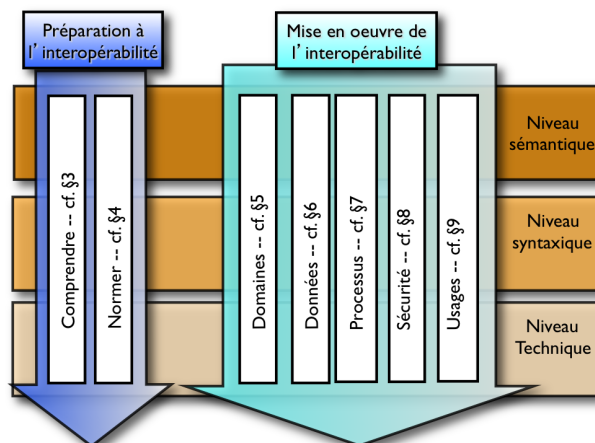 Préparation à
l'interopérabilité
Mise en oeuvre de
l'interopérabilité
Niveau
sémantique
Niveau
syntaxique
Niveau
Technique
Comprendre -- cf. §3
Normer -- cf. §4
Domaines -- cf. §5
Données -- cf. §6
Processus -- cf. §7
Sécurité -- cf. §8
Usages -- cf. §9